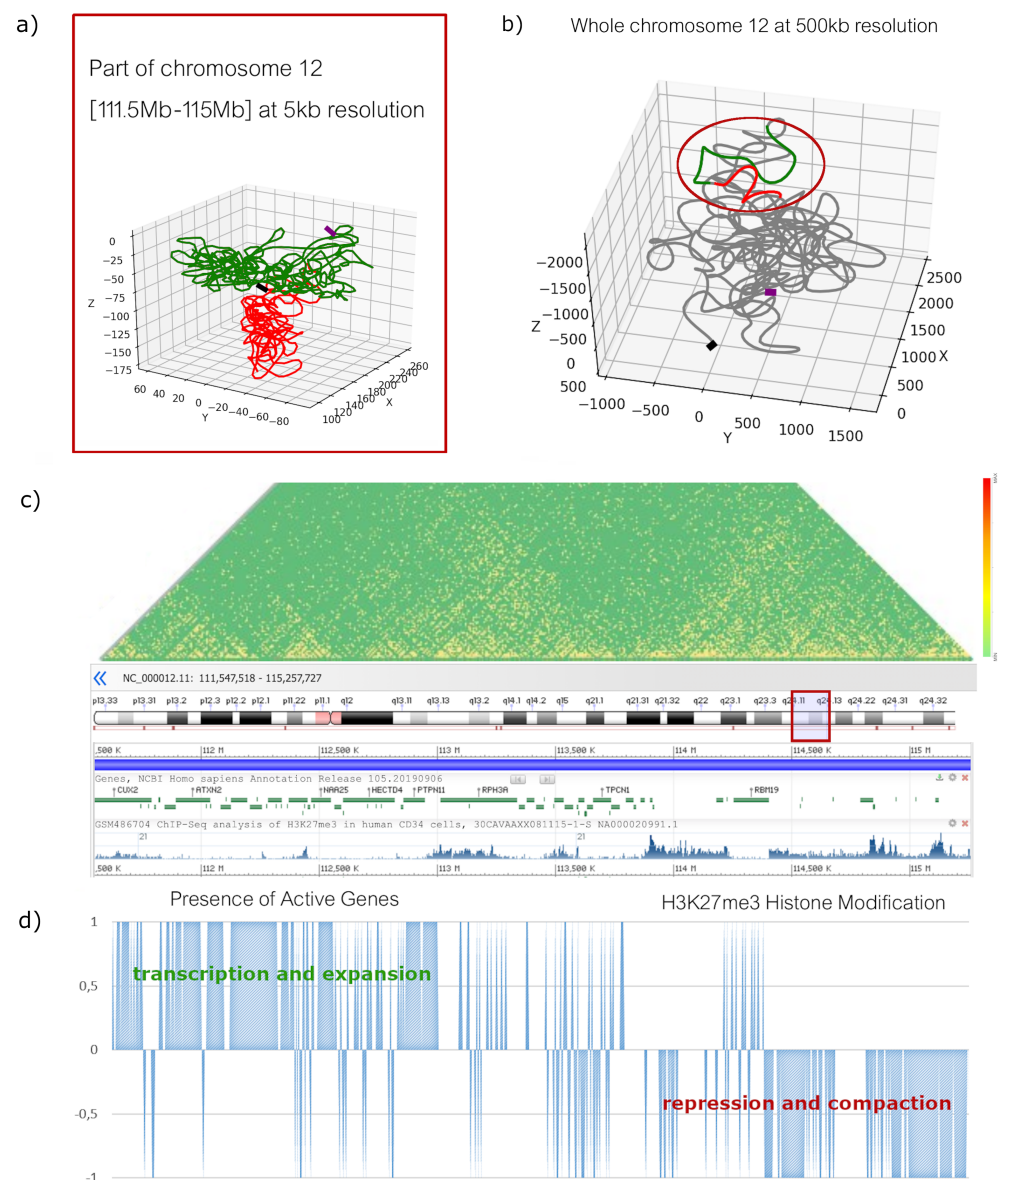 a)
Part of chromosome 12
[111.5Mb-115Mb] at 5kb resolution
0
−25
−50
−75
−100
−125
−150
−175
Z
60 40 20 0 −20 −40 −60 −80
Y
100 120 140 160 180 200 220 240 260
X
b)
Whole chromosome 12 at 500kb resolution
−2000
−1500
−1000
−500
0
500
Z
−1000 −500 0 500 1000 1500
Y
2500
2000
1500
1000
500
0
X
c)
NC_000012.11: 111,547,518 - 115,257,727
p13.33 p13.31 p13.2 p12.3 p12.2 p12.1 p11.22 p11.1 q12 q13.11 q13.13 q13.2 q14.1 q14.2 q15 q21.1 q21.31 q21.32 q22 q23.1 q23.3 q24.11 q24.13 q24.22 q24.31 q24.32
,500 K 112 M 112,500 K 113 M 113,500 K 114 M 114,500 K 115 M
Genes, NCBI Homo sapiens Annotation Release 105.20190906
CUX2 ATXN2 NAA25 HECTD4 PTPN11 RPH3A TPCN1 RBM19
GSM486704 ChIP-Seq analysis of H3K27me3 in human CD34 cells, 30CAVAAXX081115-1-S NA000020991.1
21 21
,500 K 112 M 112,500 K 113 M 113,500 K 114 M 114,500 K 115 M
d)
Presence of Active Genes
H3K27me3 Histone Modification
1
transcription and expansion
0,5
0
-0,5
repression and compaction
-1